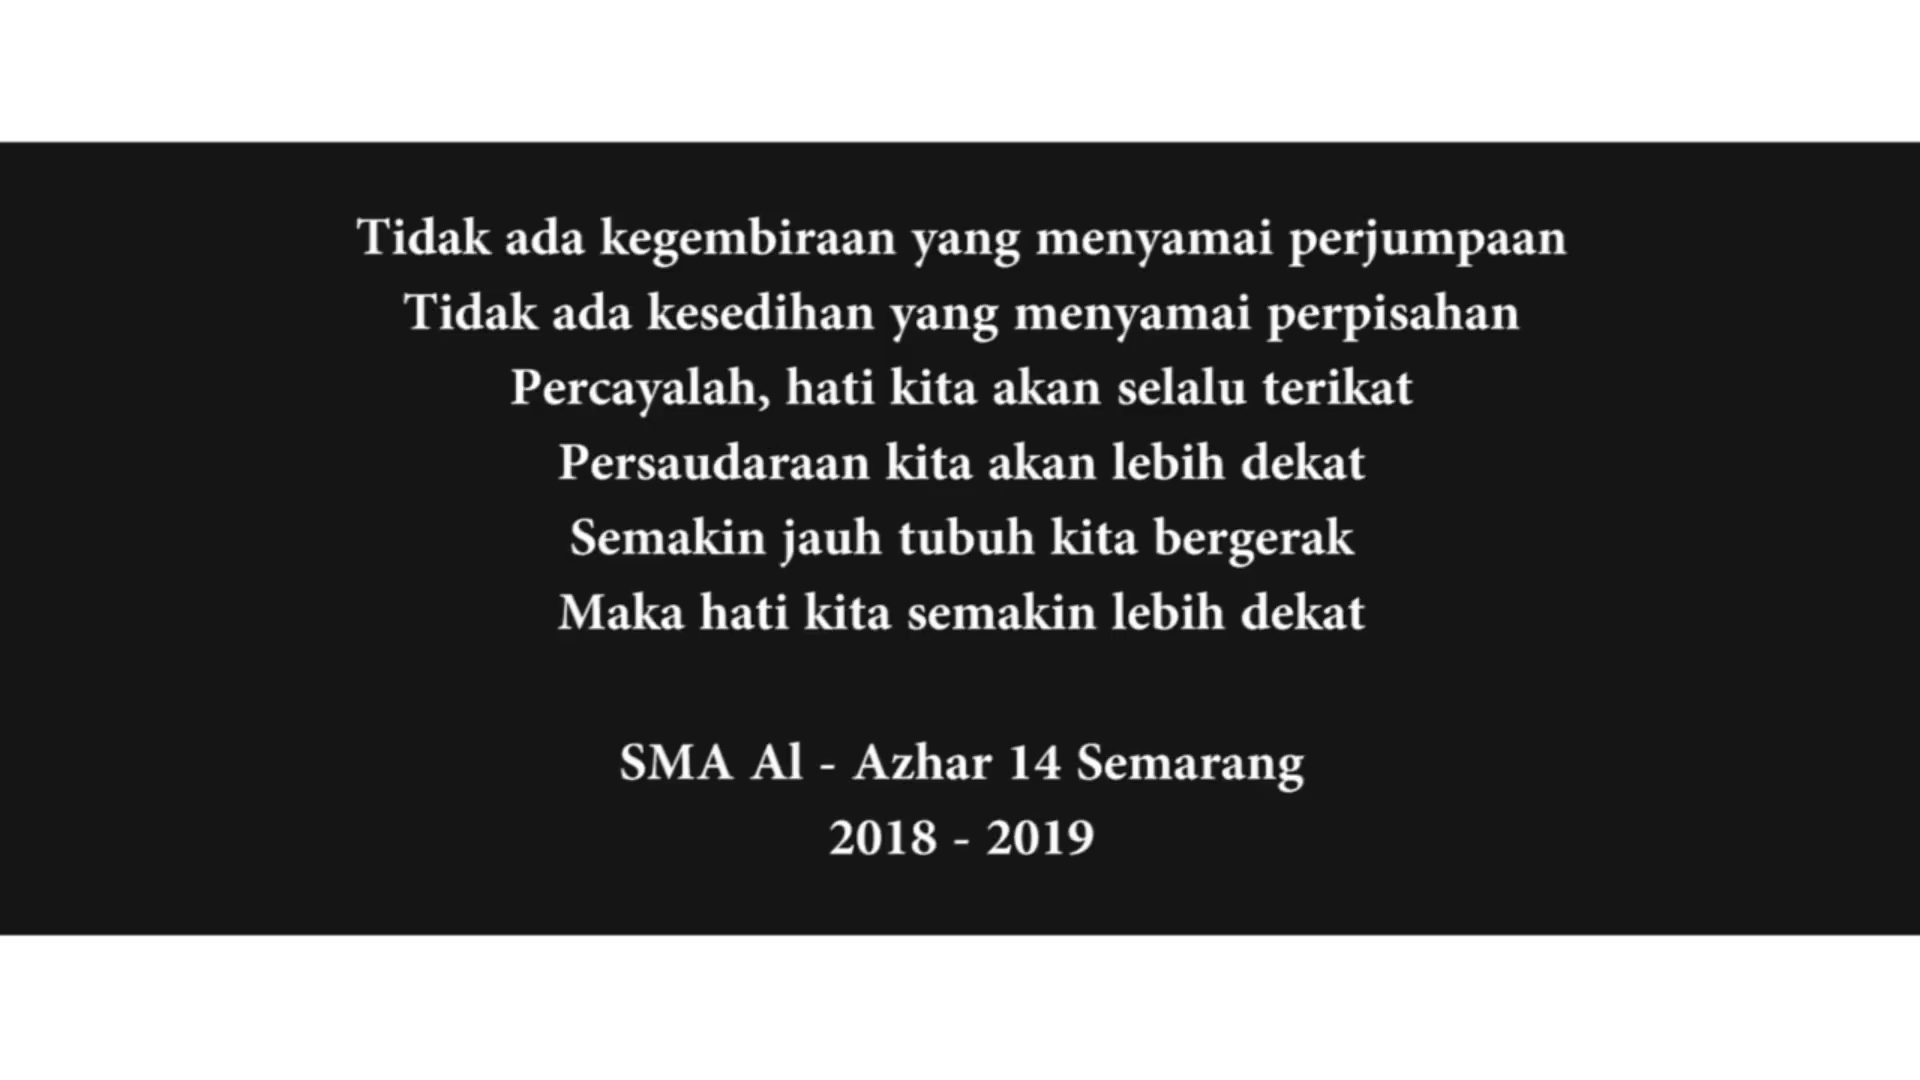 Tidak ada kegembiraan yang menyamai perjumpaan
Tidak ada kesedihan yang menyamai perpisahan
Percayalah, hati kita akan selalu terikat
Persaudaraan kita akan lebih dekat
Semakin jauh tubuh kita bergerak
Maka hati kita semakin lebih dekat
SMA Al - Azhar 14 Semarang
2018 - 2019